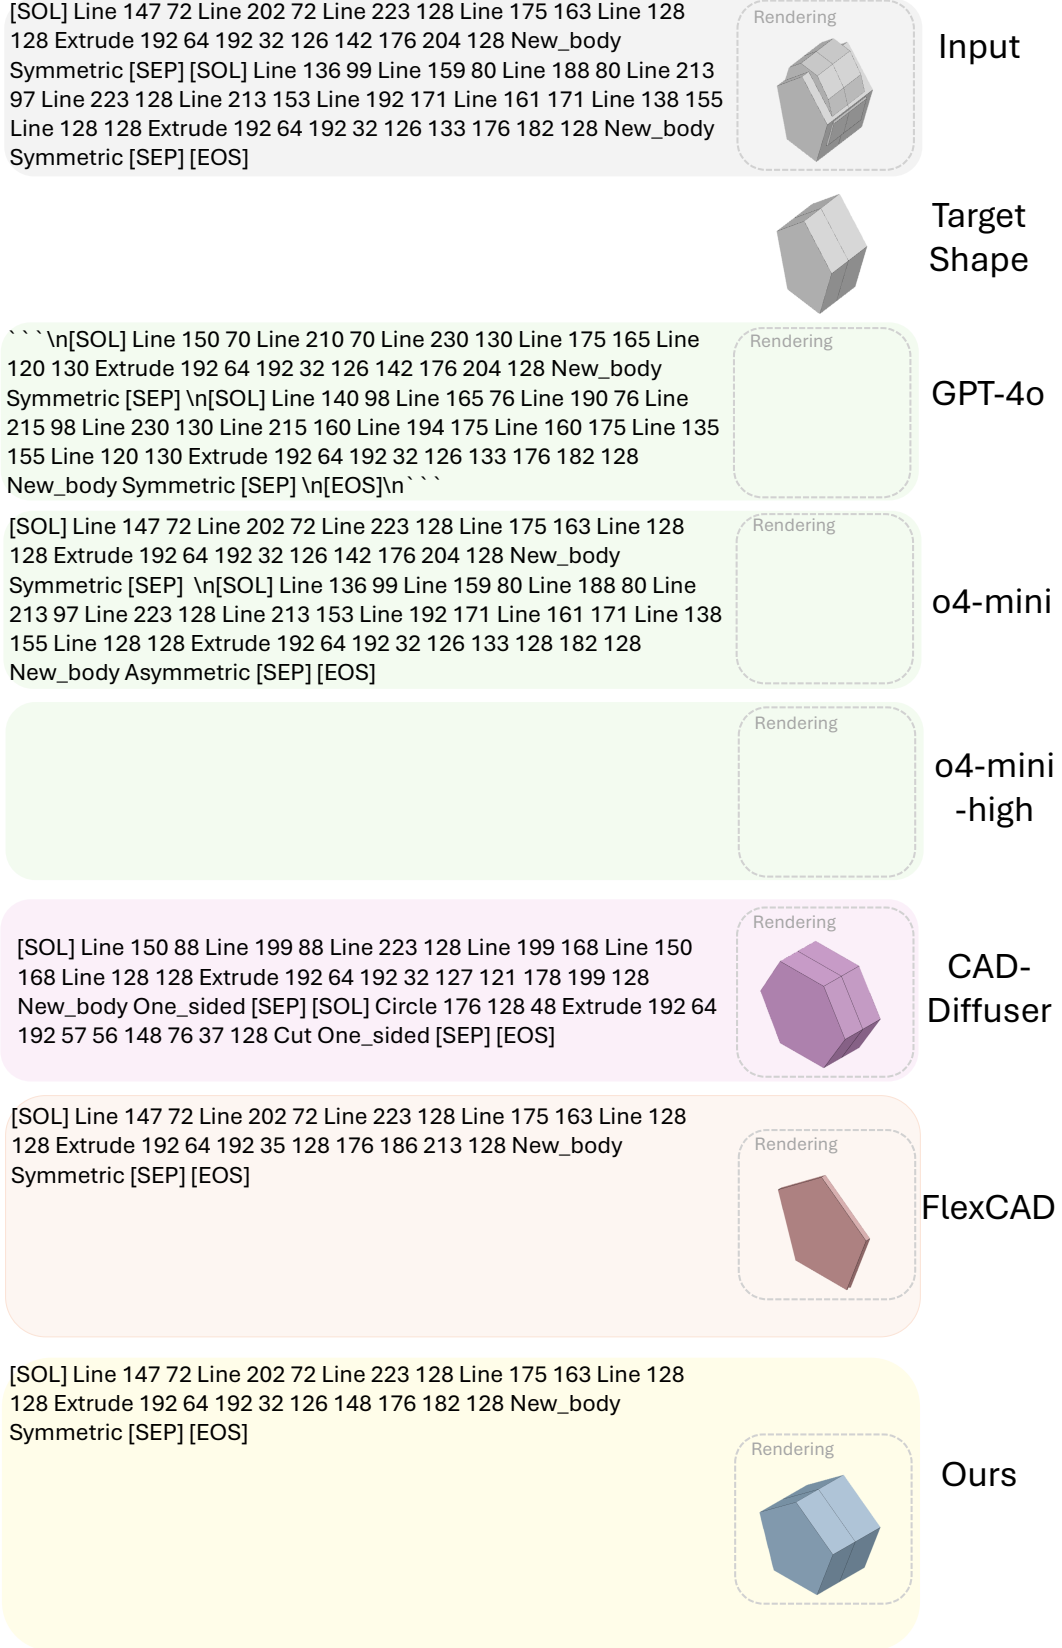 [SOL] Line 147 72 Line 202 72 Line 223 128 Line 175 163 Line 128
128 Extrude 192 64 192 32 126 142 176 204 128 New_body
Symmetric [SEP] [SOL] Line 136 99 Line 159 80 Line 188 80 Line 213
97 Line 223 128 Line 213 153 Line 192 171 Line 161 171 Line 138 155
Line 128 128 Extrude 192 64 192 32 126 133 176 182 128 New_body
Symmetric [SEP] [EOS]
Rendering
Input
Target
Shape
```\n[SOL] Line 150 70 Line 210 70 Line 230 130 Line 175 165 Line
120 130 Extrude 192 64 192 32 126 142 176 204 128 New_body
Symmetric [SEP] \n[SOL] Line 140 98 Line 165 76 Line 190 76 Line
215 98 Line 230 130 Line 215 160 Line 194 175 Line 160 175 Line 135
155 Line 120 130 Extrude 192 64 192 32 126 133 176 182 128
New_body Symmetric [SEP] \n[EOS]\n```
Rendering
GPT-4o
[SOL] Line 147 72 Line 202 72 Line 223 128 Line 175 163 Line 128
128 Extrude 192 64 192 32 126 142 176 204 128 New_body
Symmetric [SEP]  \n[SOL] Line 136 99 Line 159 80 Line 188 80 Line
213 97 Line 223 128 Line 213 153 Line 192 171 Line 161 171 Line 138
155 Line 128 128 Extrude 192 64 192 32 126 133 128 182 128
New_body Asymmetric [SEP] [EOS]
Rendering
o4-mini
Rendering
o4-mini
-high
[SOL] Line 150 88 Line 199 88 Line 223 128 Line 199 168 Line 150
168 Line 128 128 Extrude 192 64 192 32 127 121 178 199 128
New_body One_sided [SEP] [SOL] Circle 176 128 48 Extrude 192 64
192 57 56 148 76 37 128 Cut One_sided [SEP] [EOS]
Rendering
CAD-
Diffuser
[SOL] Line 147 72 Line 202 72 Line 223 128 Line 175 163 Line 128
128 Extrude 192 64 192 35 128 176 186 213 128 New_body
Symmetric [SEP] [EOS]
Rendering
FlexCAD
[SOL] Line 147 72 Line 202 72 Line 223 128 Line 175 163 Line 128
128 Extrude 192 64 192 32 126 148 176 182 128 New_body
Symmetric [SEP] [EOS]
Rendering
Ours